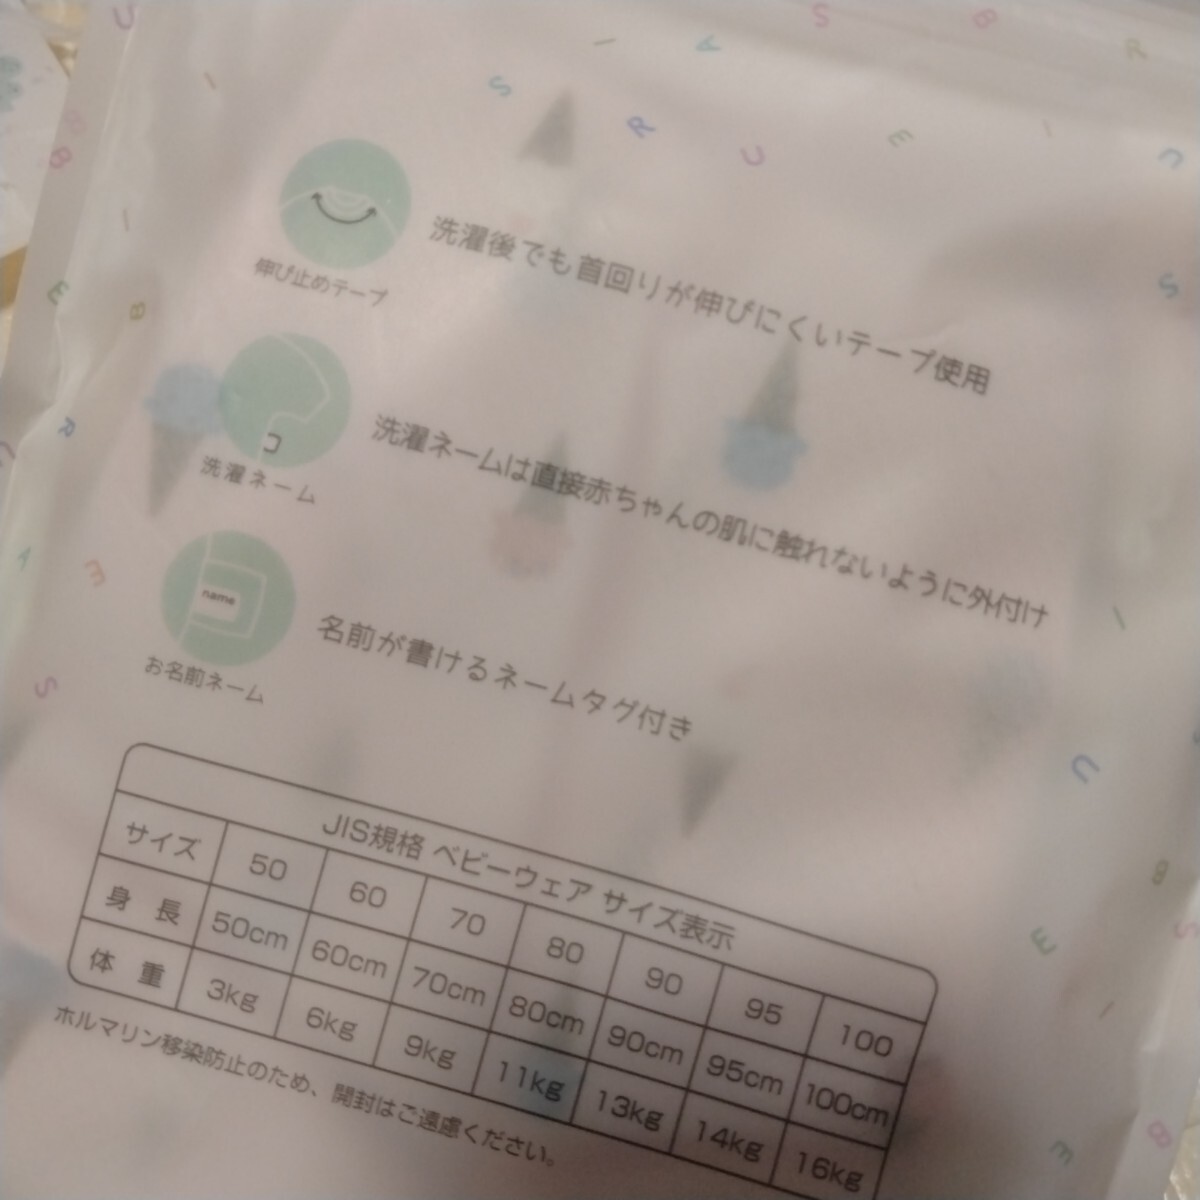 伸び止めテープ
洗濯後でも首回りが伸びにくいテープ使用
洗濯ネーム
洗濯ネームは直接赤ちゃんの肌に触れないように外付け
name
お名前ネーム
名前が書けるネームタグ付き
JIS規格 ベビーウェア サイズ表示
サイズ 50 60 70 80 90 95 100
身 長 50cm 60cm 70cm 80cm 90cm 95cm 100cm
体 重 3kg 6kg 9kg 11kg 13kg 14kg 16kg
ホルマリン移染防止のため、開封はご遠慮ください。